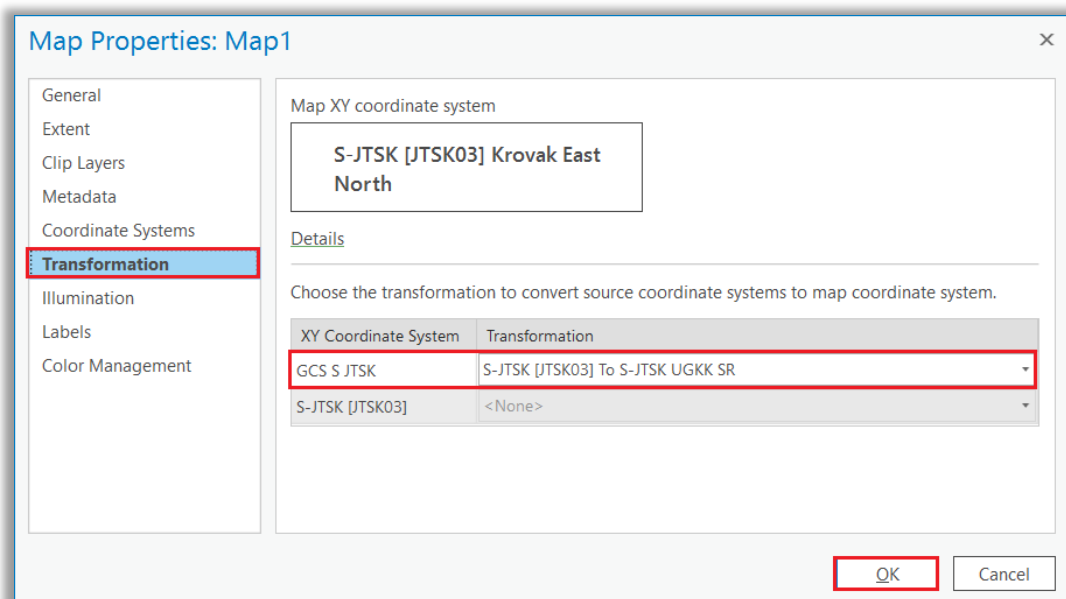 Map Properties: Map1
General
Extent
Clip Layers
Metadata
Coordinate Systems
Transformation
Illumination
Labels
Color Management
Map XY coordinate system
S-JTSK [JTSK03] Krovak East
North
Details
Choose the transformation to convert source coordinate systems to map coordinate system.
XY Coordinate System Transformation
GCS S JTSK S-JTSK [JTSK03] To S-JTSK UGKK SR
S-JTSK [JTSK03] <None>
OK Cancel